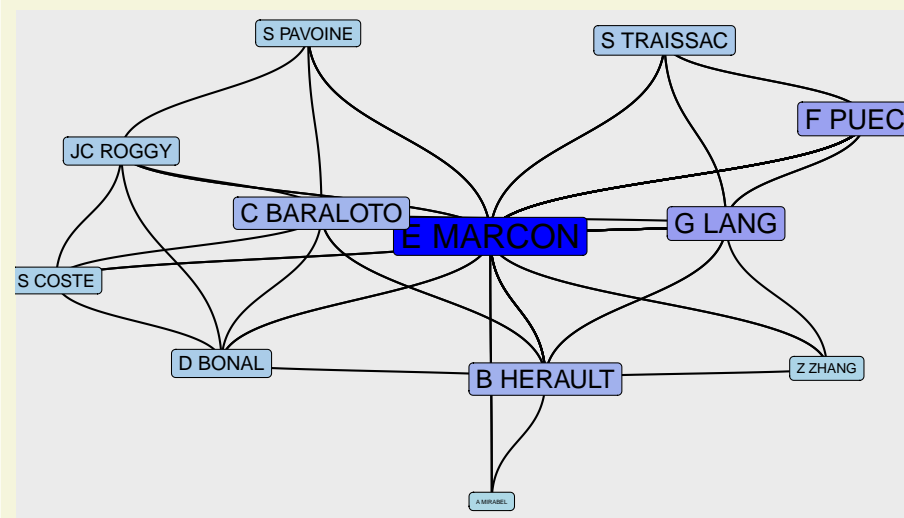 S PAVOINE
S TRAISSAC
F PUEC
JC ROGGY
C BARALOTO
G LANG
E MARCON
S COSTE
D BONAL
Z ZHANG
B HERAULT
A MIRABEL